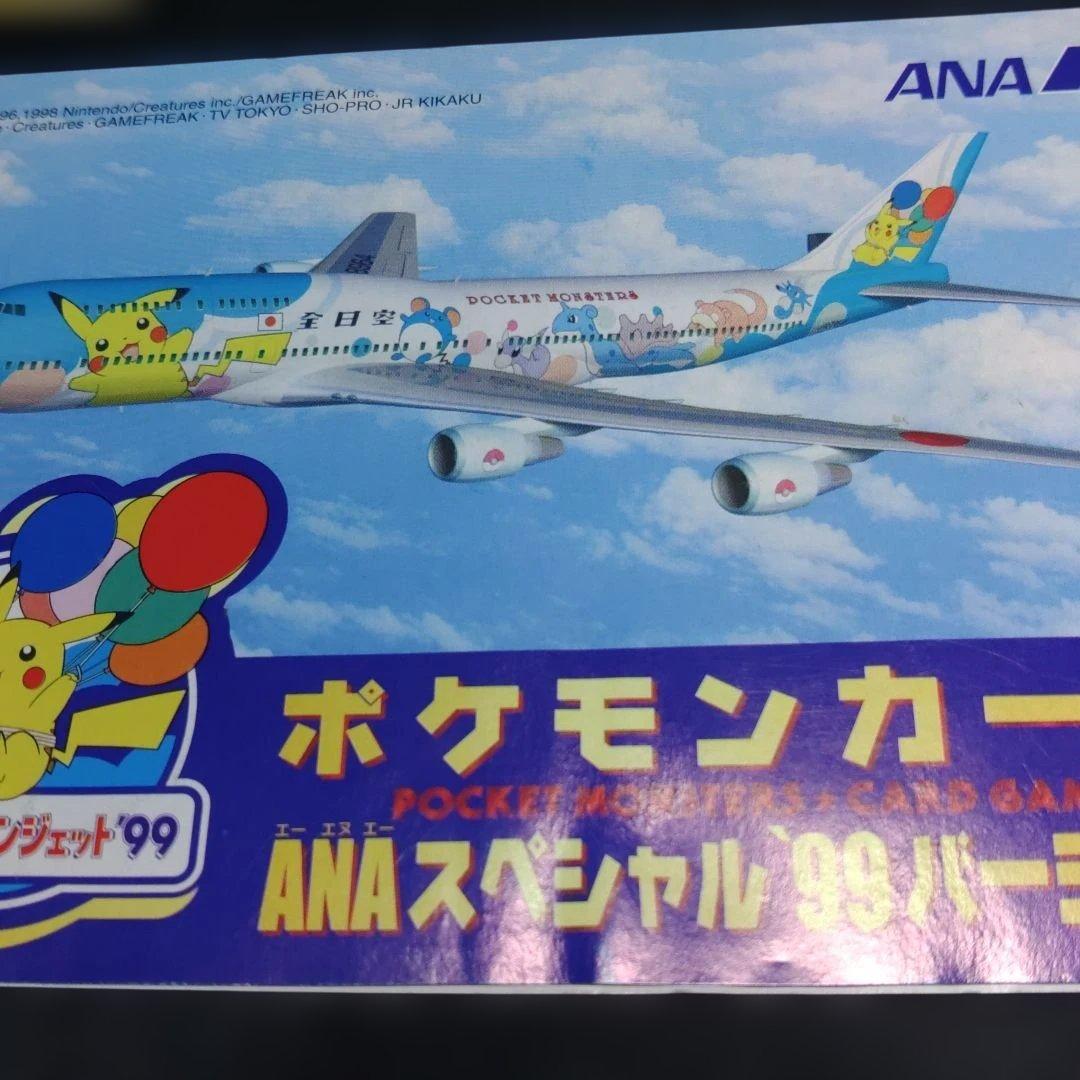 ANA
96,1998 Nintendo/Creatures inc./GAMEFREAK inc.
・Creatures・GAMEFREAK・TV TOKYO・SHO-PRO・JR KIKAKU
POCKET MONSTERS
全日空
ンジェット'99
ポケモンカー
POCKET MONSTERS CARD GA
エー エヌ エー
ANAスペシャル'99バー